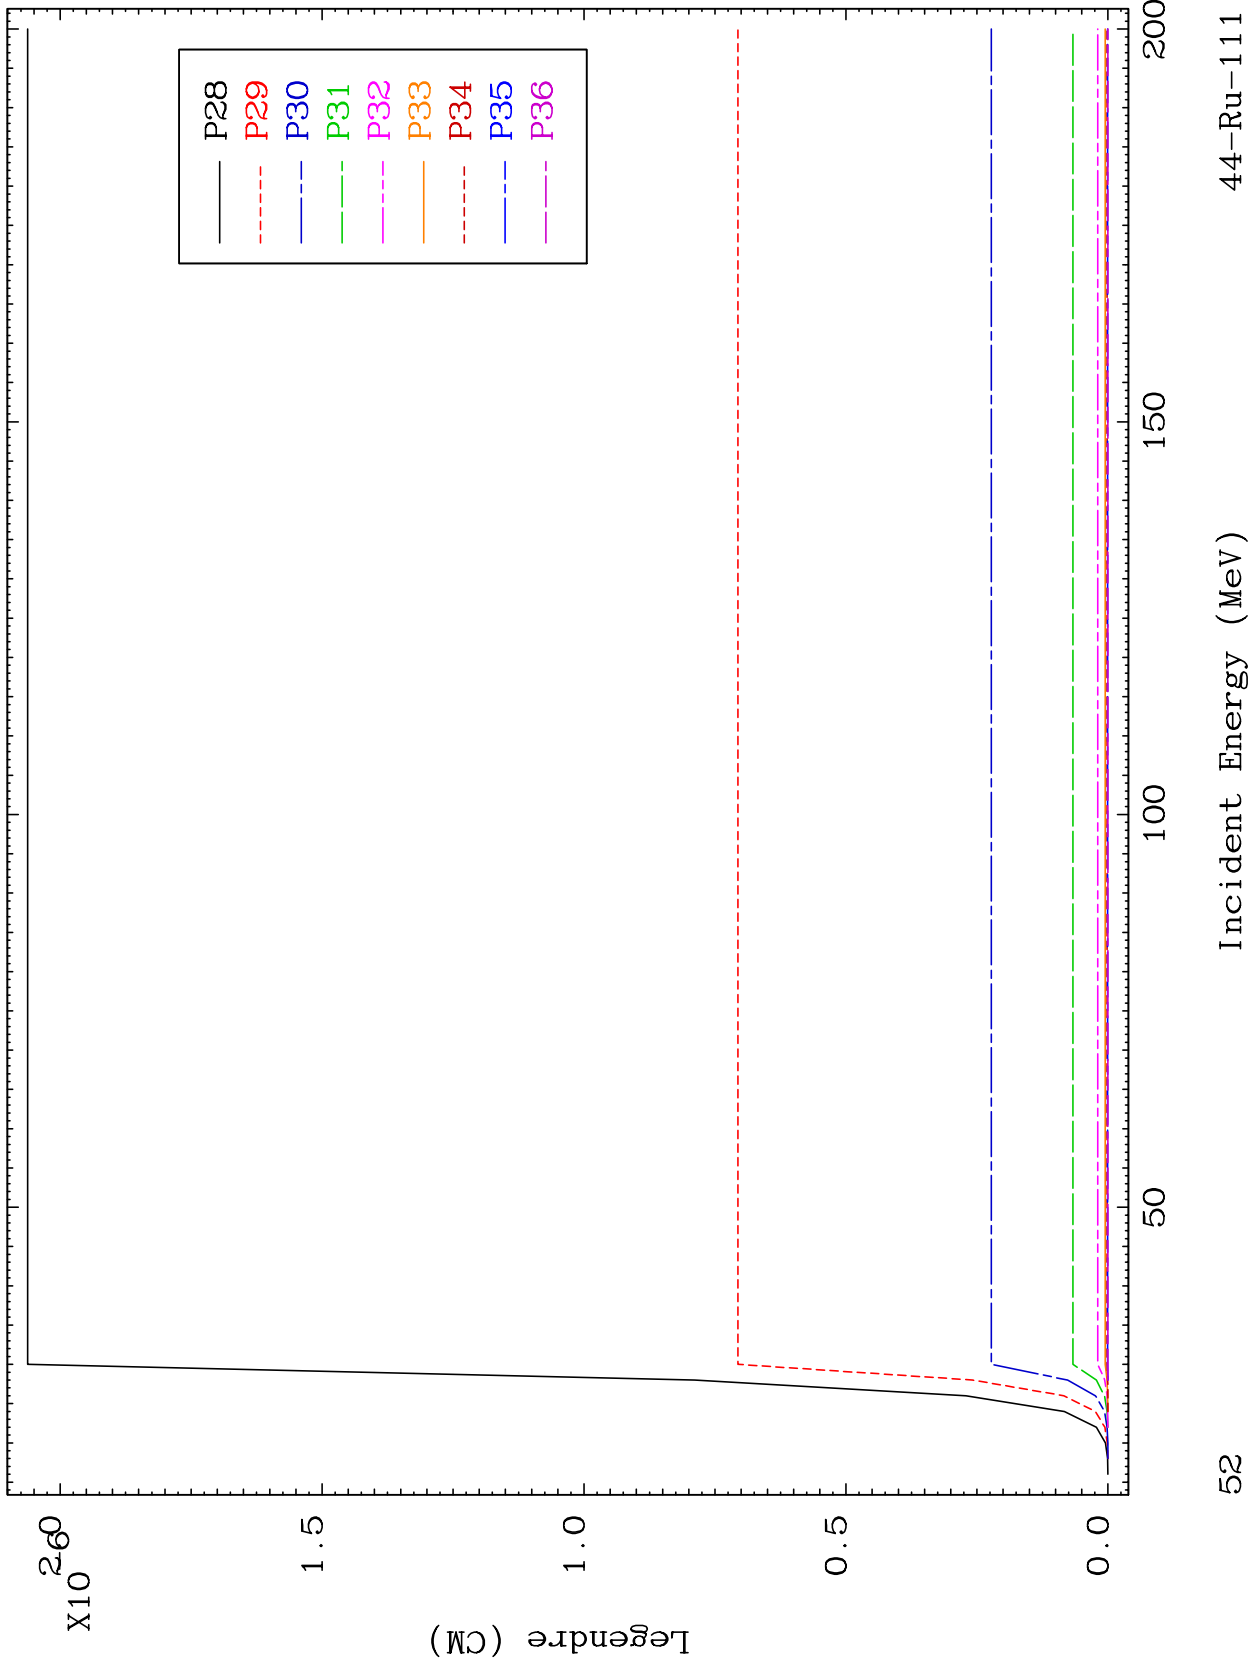 X10-6
2.0
1.5
1.0
0.5
0.0
Legendre (CM)
P28
P29
P30
P31
P32
P33
P34
P35
P36
50
100
150
200
52
Incident Energy (MeV)
44-Ru-111